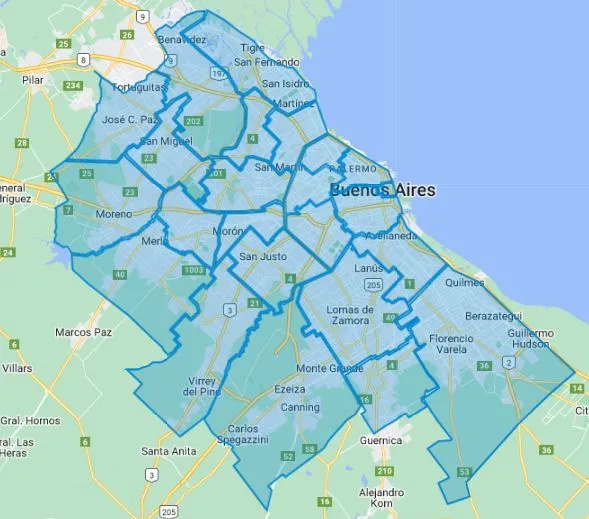 9
Benavidez
Tigre
25
26
9
San Fernando
8
197
Pilar
San Isidro
234
Tortuguitas
Martinez
José C. Paz
202
4
28
San Miguel
23
San Martin
PALERMO
25
201
General
Rodríguez
23
Buenos Aires
7
Moreno
Morón
Avellaneda
24
Merlo
San Justo
Lanús
40
1003
4
205
1
Quilmes
21
3
Lomas de
Zamora
Berazategui
Marcos Paz
4
Guillermo
Hudson
Florencio
Varela
Villars
Monte Grande
49
36
2
Virrey
del Pino
Ezeiza
14
Canning
16
Gral. Hornos
6
Carlos
Spegazzini
Guernica
Gral. Las
Heras
58
36
Santa Anita
52
210
53
3
6
16
Alejandro
Korn
205